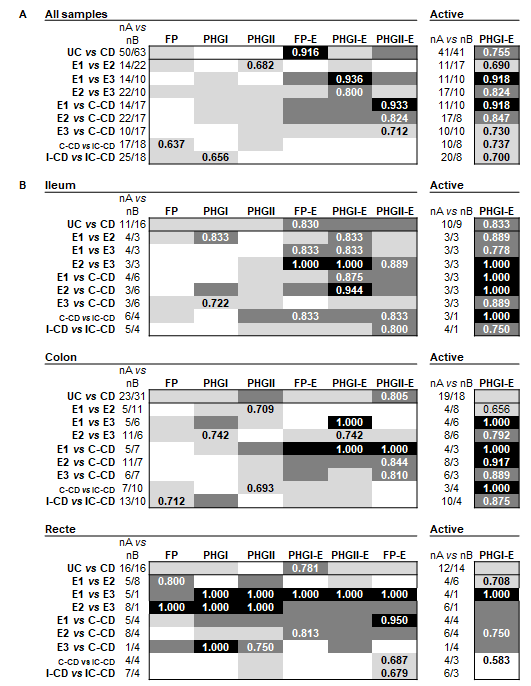 A All samples Active
nA vs nB FP PHGI PHGII FP-E PHGI-E PHGII-E nA vs nB PHGI-E
UC vs CD 50/63 0.916 41/41 0.755
E1 vs E2 14/22 0.682 11/17 0.690
E1 vs E3 14/10 0.936 11/10 0.918
E2 vs E3 22/10 0.800 17/10 0.824
E1 vs C-CD 14/17 0.933 11/10 0.918
E2 vs C-CD 22/17 0.824 17/8 0.847
E3 vs C-CD 10/17 0.712 10/10 0.730
C-CD vs IC-CD 17/18 0.637 10/8 0.737
I-CD vs IC-CD 25/18 0.656 20/8 0.700
B Ileum Active
nA vs nB FP PHGI PHGII FP-E PHGI-E PHGII-E nA vs nB PHGI-E
UC vs CD 11/16 0.830 10/9 0.833
E1 vs E2 4/3 0.833 0.833 3/3 0.889
E1 vs E3 4/3 0.833 0.833 3/3 0.778
E2 vs E3 3/3 1.000 1.000 0.889 3/3 1.000
E1 vs C-CD 4/6 0.875 3/3 1.000
E2 vs C-CD 3/6 0.944 3/3 1.000
E3 vs C-CD 3/6 0.722 3/3 0.889
C-CD vs IC-CD 6/4 0.833 0.833 3/1 1.000
I-CD vs IC-CD 5/4 0.800 4/1 0.750
Colon Active
nA vs nB FP PHGI PHGII FP-E PHGI-E PHGII-E nA vs nB PHGI-E
UC vs CD 23/31 0.805 19/18
E1 vs E2 5/11 0.709 4/8 0.656
E1 vs E3 5/6 1.000 4/6 1.000
E2 vs E3 11/6 0.742 0.742 8/6 0.792
E1 vs C-CD 5/7 1.000 1.000 4/3 1.000
E2 vs C-CD 11/7 0.844 8/3 0.917
E3 vs C-CD 6/7 0.810 6/3 0.889
C-CD vs IC-CD 7/10 0.693 3/4 1.000
I-CD vs IC-CD 13/10 0.712 10/4 0.875
Recte Active
nA vs nB FP PHGI PHGII PHGI-E PHGII-E FP-E nA vs nB PHGI-E
UC vs CD 16/16 0.781 12/14
E1 vs E2 5/8 0.800 4/6 0.708
E1 vs E3 5/1 1.000 1.000 1.000 1.000 1.000 4/1 1.000
E2 vs E3 8/1 1.000 1.000 1.000 6/1
E1 vs C-CD 5/4 0.950 4/4
E2 vs C-CD 8/4 0.813 6/4 0.750
E3 vs C-CD 1/4 1.000 0.750 1/4
C-CD vs IC-CD 4/4 0.687 4/3 0.583
I-CD vs IC-CD 7/4 0.679 6/3